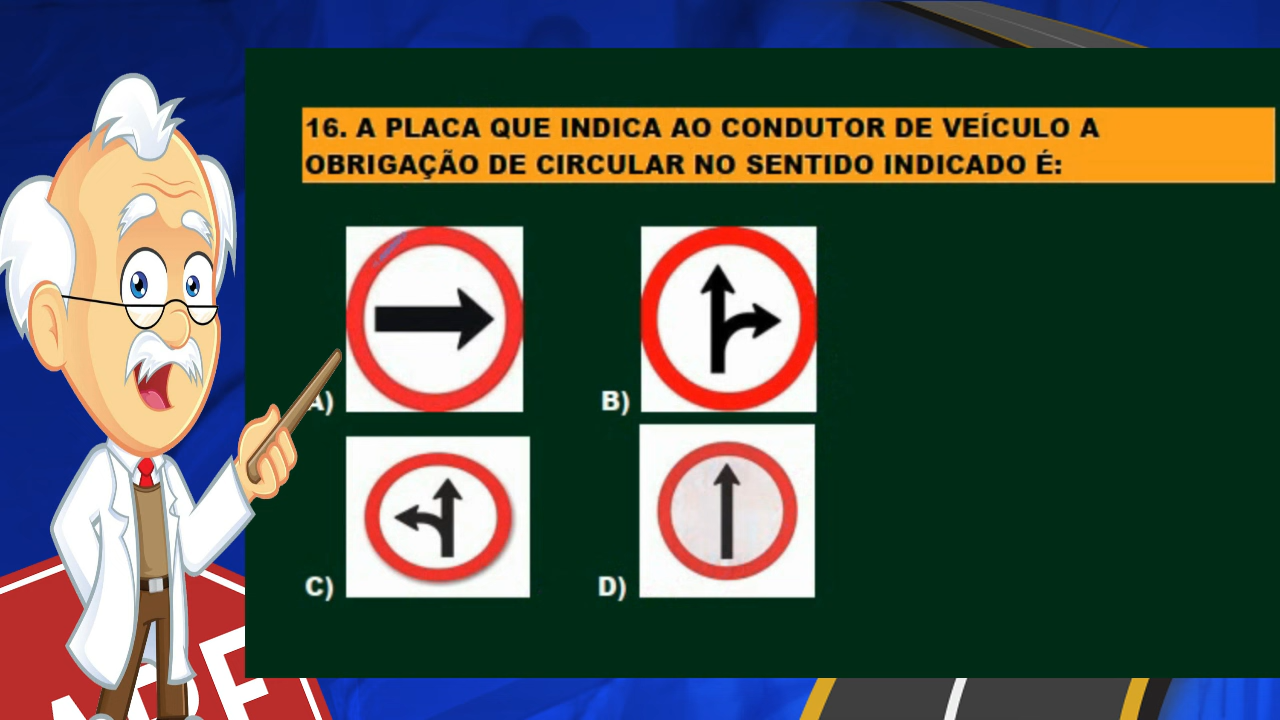 16. A PLACA QUE INDICA AO CONDUTOR DE VEÍCULO A
OBRIGAÇÃO DE CIRCULAR NO SENTIDO INDICADO É:
A)
B)
C)
D)